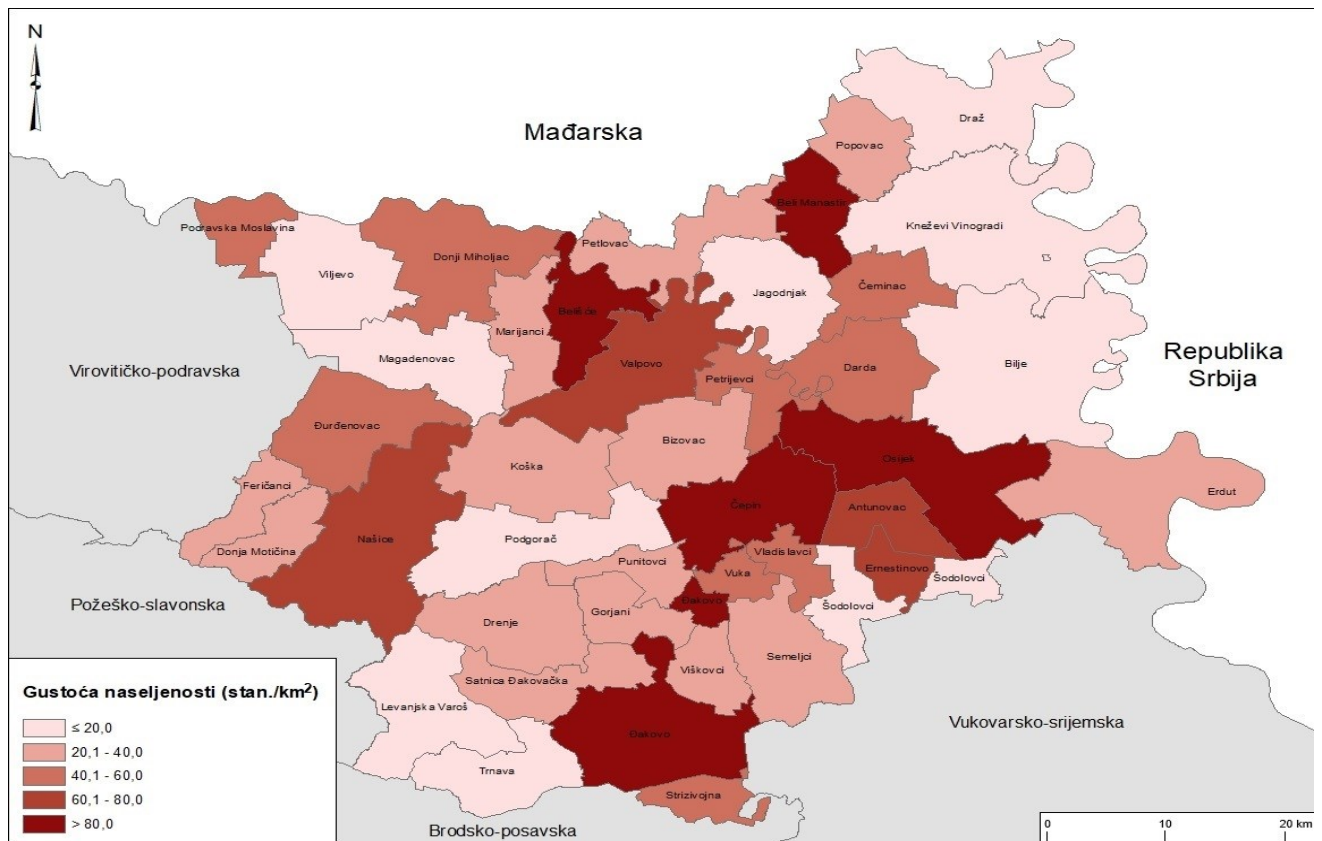 N
Mađarska
Draž
Popovac
Beli Manastir
Podravska Moslavina
Kneževi Vinogradi
Petlovac
Donji Miholjac
Viljevo
Jagodnjak
Čeminac
Belišće
Marijanci
Republika
Srbija
Magadenovac
Valpovo
Bilje
Darda
Virovitičko-podravska
Petrijevci
Đurđenovac
Bizovac
Koška
Osijek
Feričanci
Erdut
Čepin
Antunovac
Našice
Podgorač
Donja Motičina
Vladislavci
Punitovci
Ernestinovo
Vuka
Šodolovci
Đakovo
Požeško-slavonska
Šodolovci
Gorjani
Drenje
Semeljci
Viškovci
Satnica Đakovačka
Levanjska Varoš
Vukovarsko-srijemska
Đakovo
Trnava
Strizivojna
Brodsko-posavska
Gustoća naseljenosti (stan./km²)
≤ 20,0
20,1 - 40,0
40,1 - 60,0
60,1 - 80,0
> 80,0
0 10 20 km